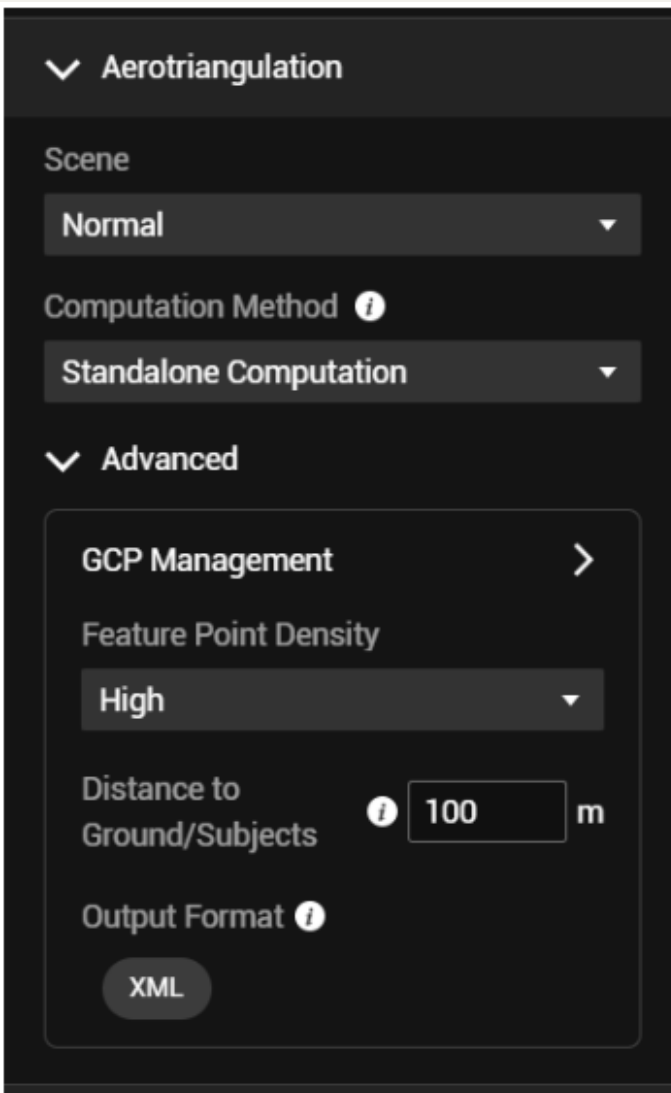 Aerotriangulation
Scene
Normal
Computation Method
Standalone Computation
Advanced
GCP Management
Feature Point Density
High
Distance to
Ground/Subjects
100 m
Output Format
XML